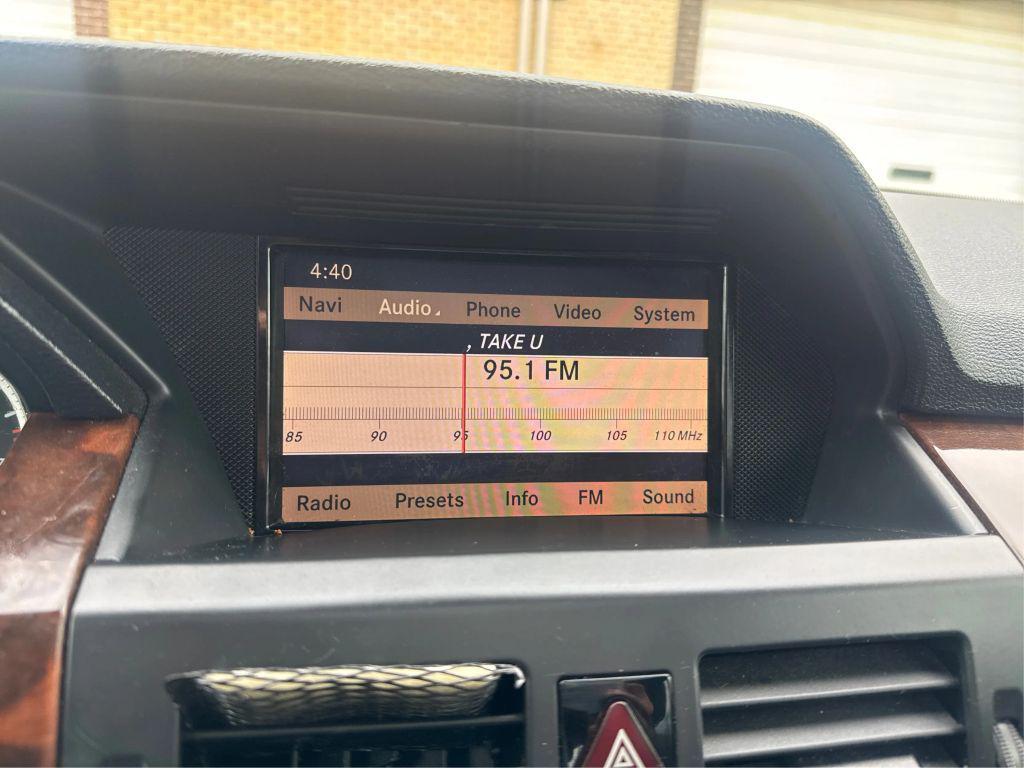 4:40
Navi Audio Phone Video System
, TAKE U
95.1 FM
85 90 95 100 105 110 MHz
Radio Presets Info FM Sound